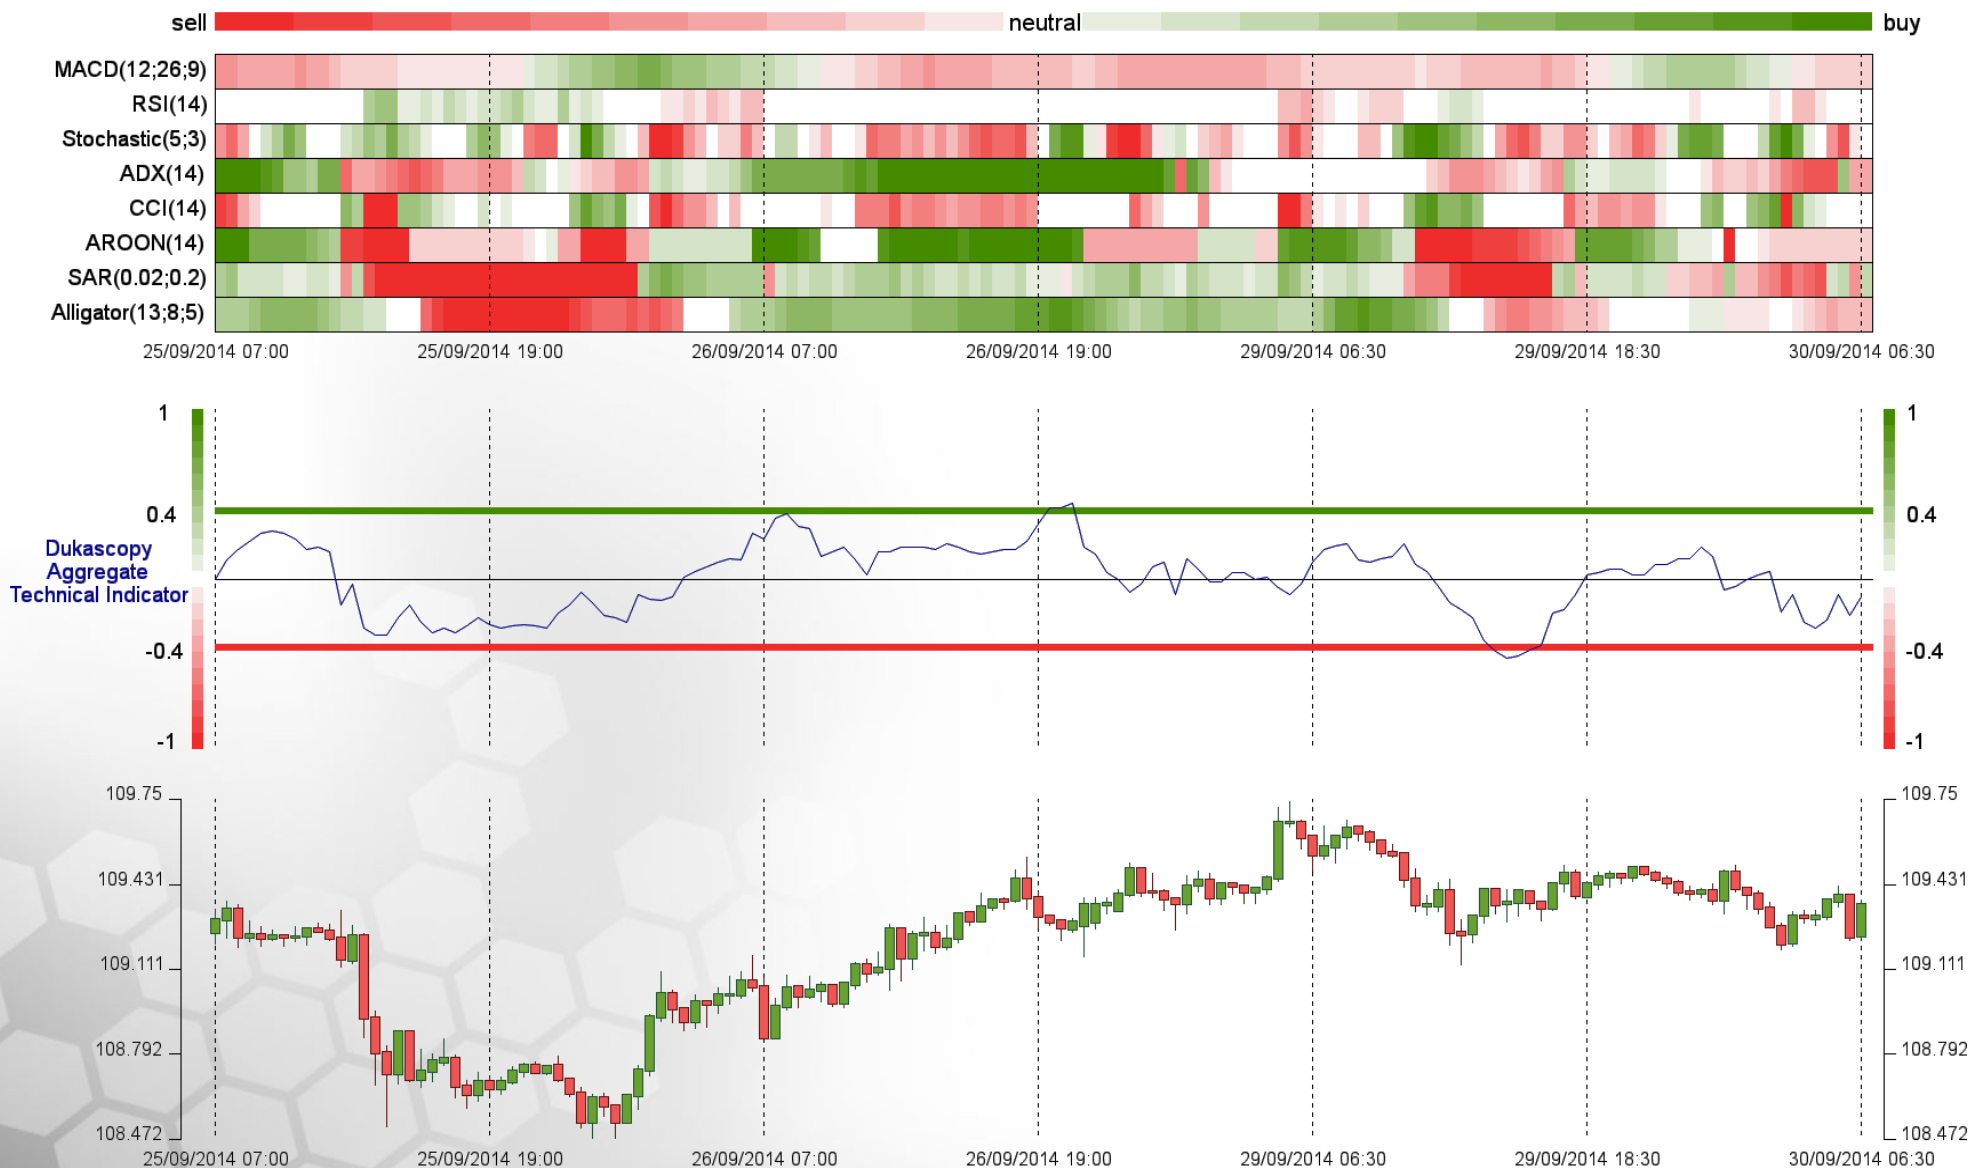 sell neutral buy
MACD(12;26;9)
RSI(14)
Stochastic(5;3)
ADX(14)
CCI(14)
AROON(14)
SAR(0.02;0.2)
Alligator(13;8;5)
25/09/2014 07:00 25/09/2014 19:00 26/09/2014 07:00 26/09/2014 19:00 29/09/2014 06:30 29/09/2014 18:30 30/09/2014 06:30
1 1
0.4 0.4
Dukascopy
Aggregate
Technical Indicator
-0.4 -0.4
-1 -1
109.75 109.75
109.431 109.431
109.111 109.111
108.792 108.792
108.472 108.472
25/09/2014 07:00 25/09/2014 19:00 26/09/2014 07:00 26/09/2014 19:00 29/09/2014 06:30 29/09/2014 18:30 30/09/2014 06:30